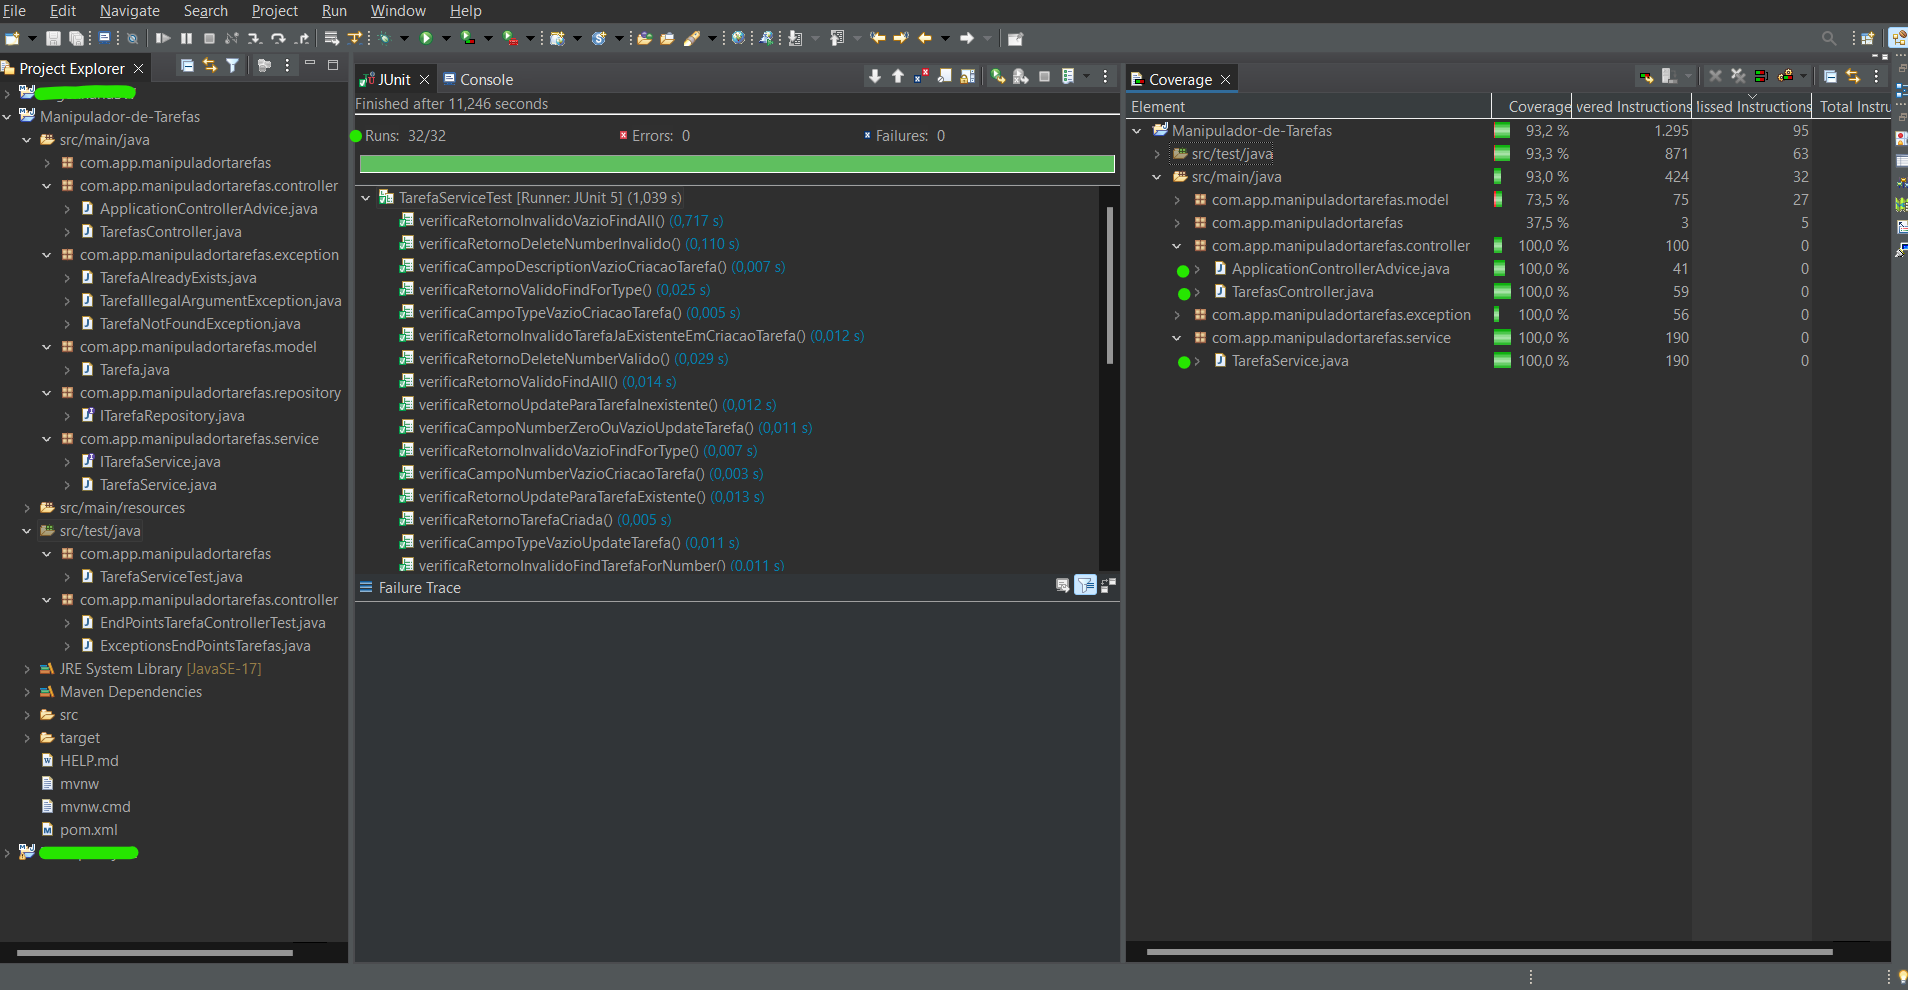 File Edit Navigate Search Project Run Window Help
Project Explorer
Manipulador-de-Tarefas
src/main/java
com.app.manipuladortarefas
com.app.manipuladortarefas.controller
ApplicationControllerAdvice.java
TarefasController.java
com.app.manipuladortarefas.exception
TarefaAlreadyExists.java
TarefaIllegalArgumentException.java
TarefaNotFoundException.java
com.app.manipuladortarefas.model
Tarefa.java
com.app.manipuladortarefas.repository
ITarefaRepository.java
com.app.manipuladortarefas.service
ITarefaService.java
TarefaService.java
src/main/resources
src/test/java
com.app.manipuladortarefas
TarefaServiceTest.java
com.app.manipuladortarefas.controller
EndPointsTarefaControllerTest.java
ExceptionsEndPointsTarefas.java
JRE System Library [JavaSE-17]
Maven Dependencies
src
target
HELP.md
mvnw
mvnw.cmd
pom.xml
JUnit Console
Finished after 11,246 seconds
Runs: 32/32 Errors: 0 Failures: 0
TarefaServiceTest [Runner: JUnit 5] (1,039 s)
verificaRetornoInvalidoVazioFindAll() (0,717 s)
verificaRetornoDeleteNumberInvalido() (0,110 s)
verificaCampoDescriptionVazioCriacaoTarefa() (0,007 s)
verificaRetornoValidoFindForType() (0,025 s)
verificaCampoTypeVazioCriacaoTarefa() (0,005 s)
verificaRetornoInvalidoTarefaJaExistenteEmCriacaoTarefa() (0,012 s)
verificaRetornoDeleteNumberValido() (0,029 s)
verificaRetornoValidoFindAll() (0,014 s)
verificaRetornoUpdateParaTarefaInexistente() (0,012 s)
verificaCampoNumberZeroOuVazioUpdateTarefa() (0,011 s)
verificaRetornoInvalidoVazioFindForType() (0,007 s)
verificaCampoNumberVazioCriacaoTarefa() (0,003 s)
verificaRetornoUpdateParaTarefaExistente() (0,013 s)
verificaRetornoTarefaCriada() (0,005 s)
verificaCampoTypeVazioUpdateTarefa() (0,011 s)
verificaRetornoInvalidoFindTarefaForNumber() (0,011 s)
Failure Trace
Coverage
Element Coverage vered Instructions lissed Instructions Total Instru
Manipulador-de-Tarefas 93,2 % 1.295 95
src/test/java 93,3 % 871 63
src/main/java 93,0 % 424 32
com.app.manipuladortarefas.model 73,5 % 75 27
com.app.manipuladortarefas 37,5 % 3 5
com.app.manipuladortarefas.controller 100,0 % 100 0
ApplicationControllerAdvice.java 100,0 % 41 0
TarefasController.java 100,0 % 59 0
com.app.manipuladortarefas.exception 100,0 % 56 0
com.app.manipuladortarefas.service 100,0 % 190 0
TarefaService.java 100,0 % 190 0